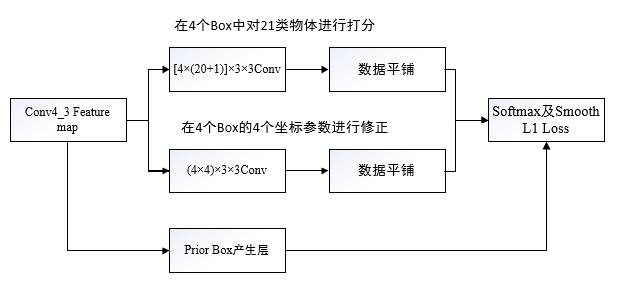 在4个Box中对21类物体进行打分
[4×(20+1)]×3×3Conv
数据平铺
Conv4_3 Feature
map
Softmax及Smooth
L1 Loss
在4个Box的4个坐标参数进行修正
(4×4)×3×3Conv
数据平铺
Prior Box产生层